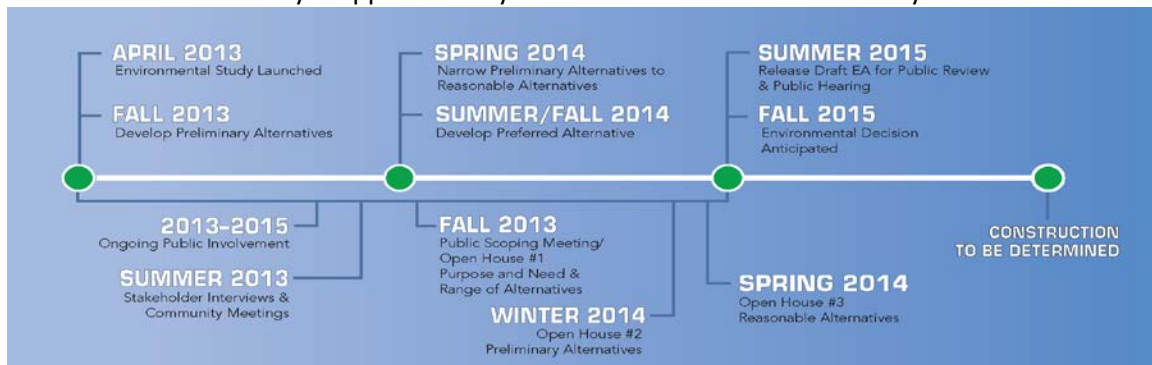 APRIL 2013
Environmental Study Launched
FALL 2013
Develop Preliminary Alternatives
SPRING 2014
Narrow Preliminary Alternatives to
Reasonable Alternatives
SUMMER/FALL 2014
Develop Preferred Alternative
SUMMER 2015
Release Draft EA for Public Review
& Public Hearing
FALL 2015
Environmental Decision
Anticipated
2013-2015
Ongoing Public Involvement
SUMMER 2013
Stakeholder Interviews &
Community Meetings
FALL 2013
Public Scoping Meeting/
Open House #1
Purpose and Need &
Range of Alternatives
WINTER 2014
Open House #2
Preliminary Alternatives
SPRING 2014
Open House #3
Reasonable Alternatives
CONSTRUCTION
TO BE DETERMINED